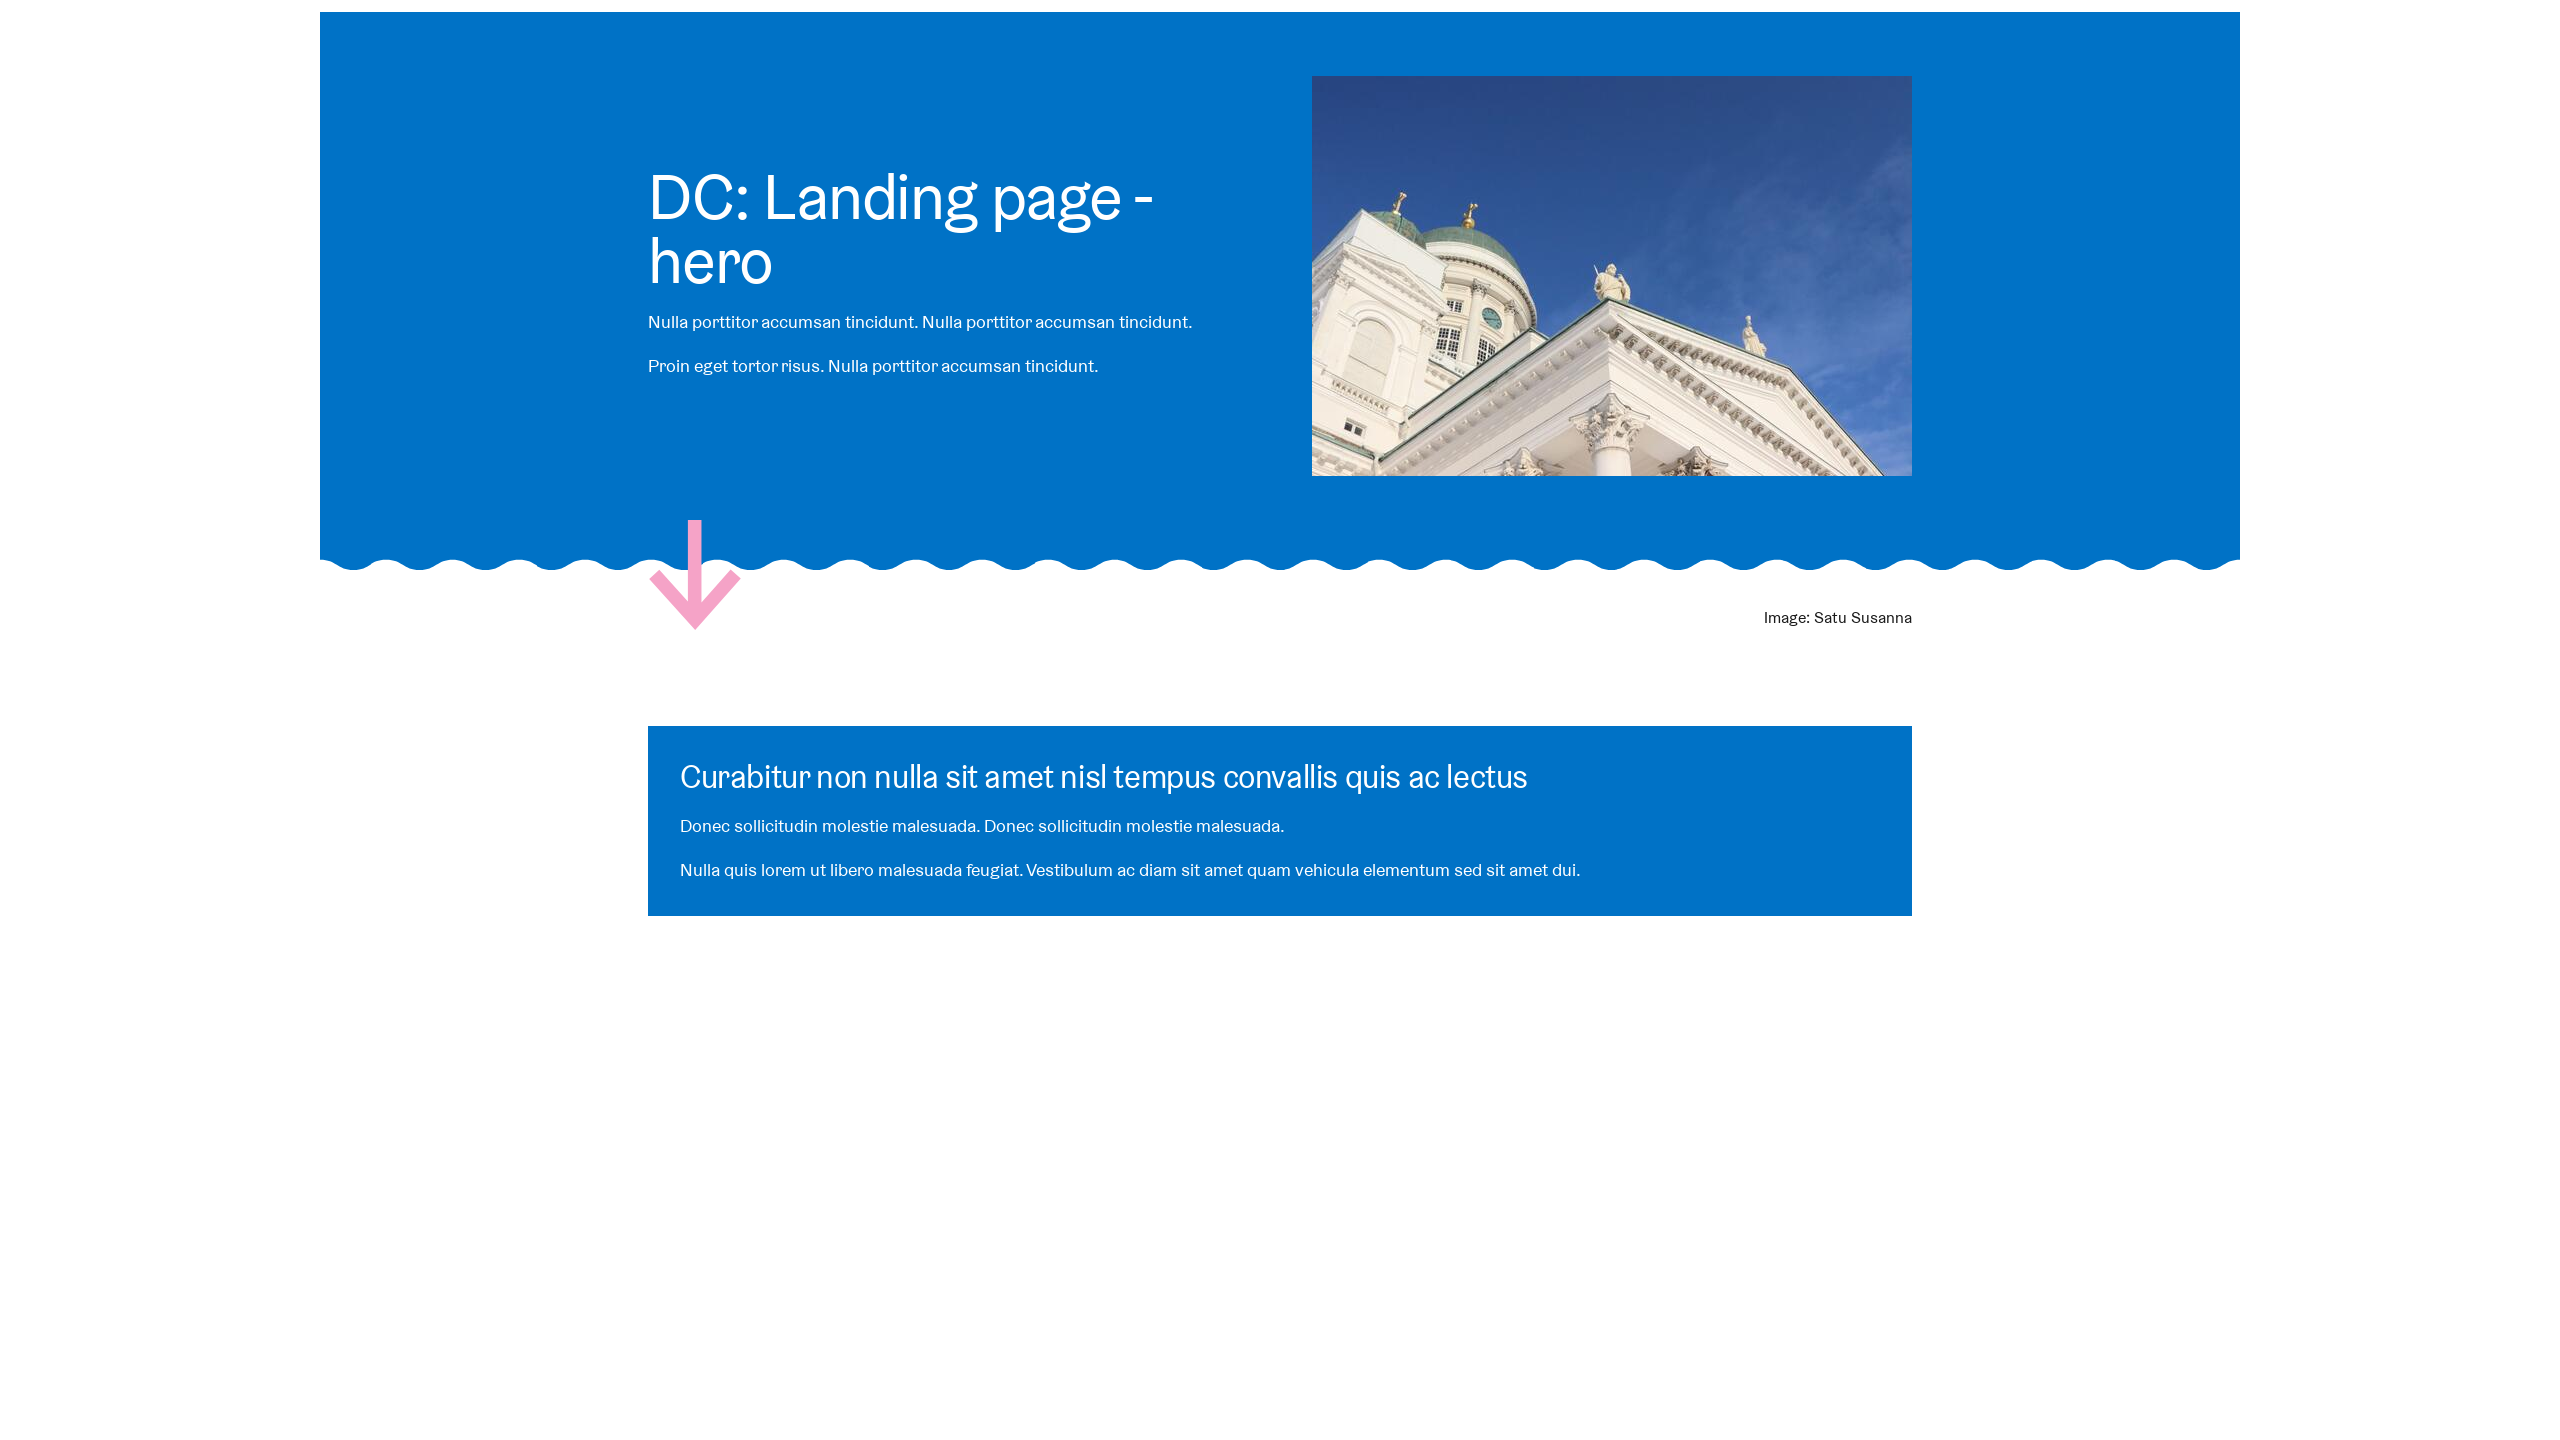 DC: Landing page -
hero
Nulla porttitor accumsan tincidunt. Nulla porttitor accumsan tincidunt.
Proin eget tortor risus. Nulla porttitor accumsan tincidunt.
Image: Satu Susanna
Curabitur non nulla sit amet nisl tempus convallis quis ac lectus
Donec sollicitudin molestie malesuada. Donec sollicitudin molestie malesuada.
Nulla quis lorem ut libero malesuada feugiat. Vestibulum ac diam sit amet quam vehicula elementum sed sit amet dui.